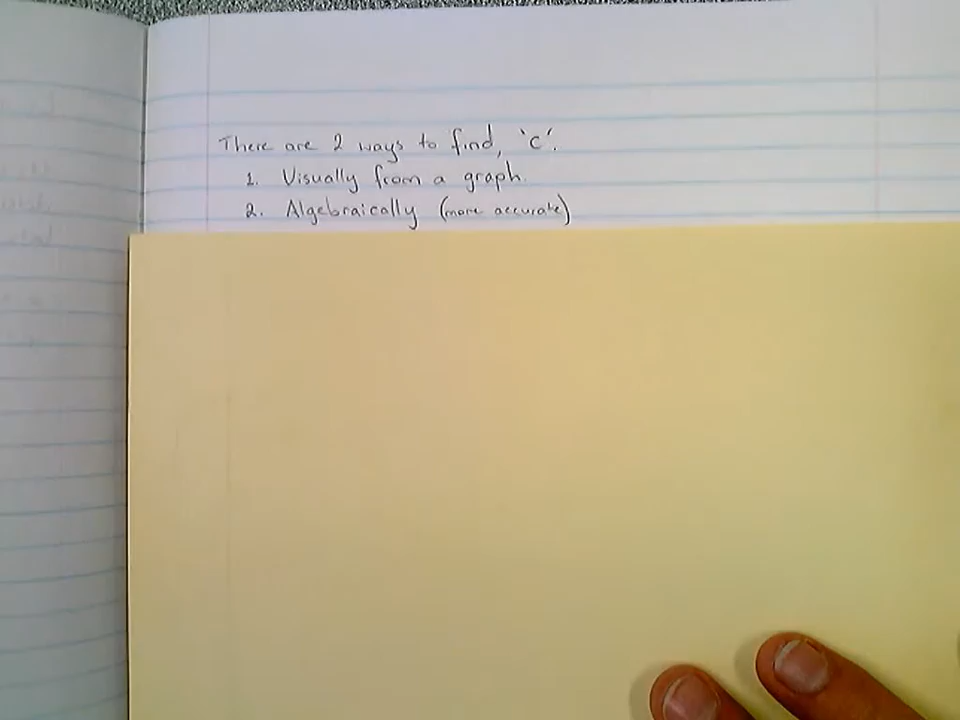 There are 2 ways to find, 'c'.
1. Visually from a graph.
2. Algebraically (more accurate)